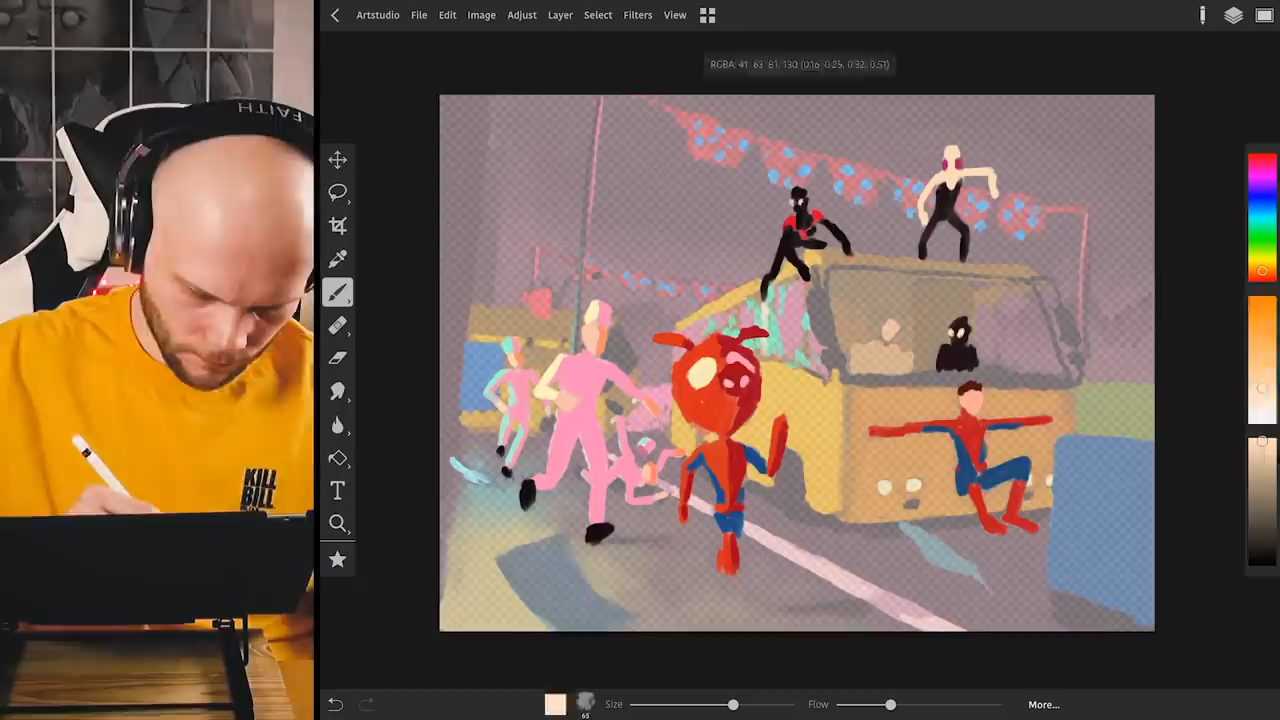 FAITH
Artstudio File Edit Image Adjust Layer Select Filters View
RGBA: 41 63 81 130 (0.16 0.25, 0.32, 0.51)
KILL
BILL
T
65
Size
Flow
More...